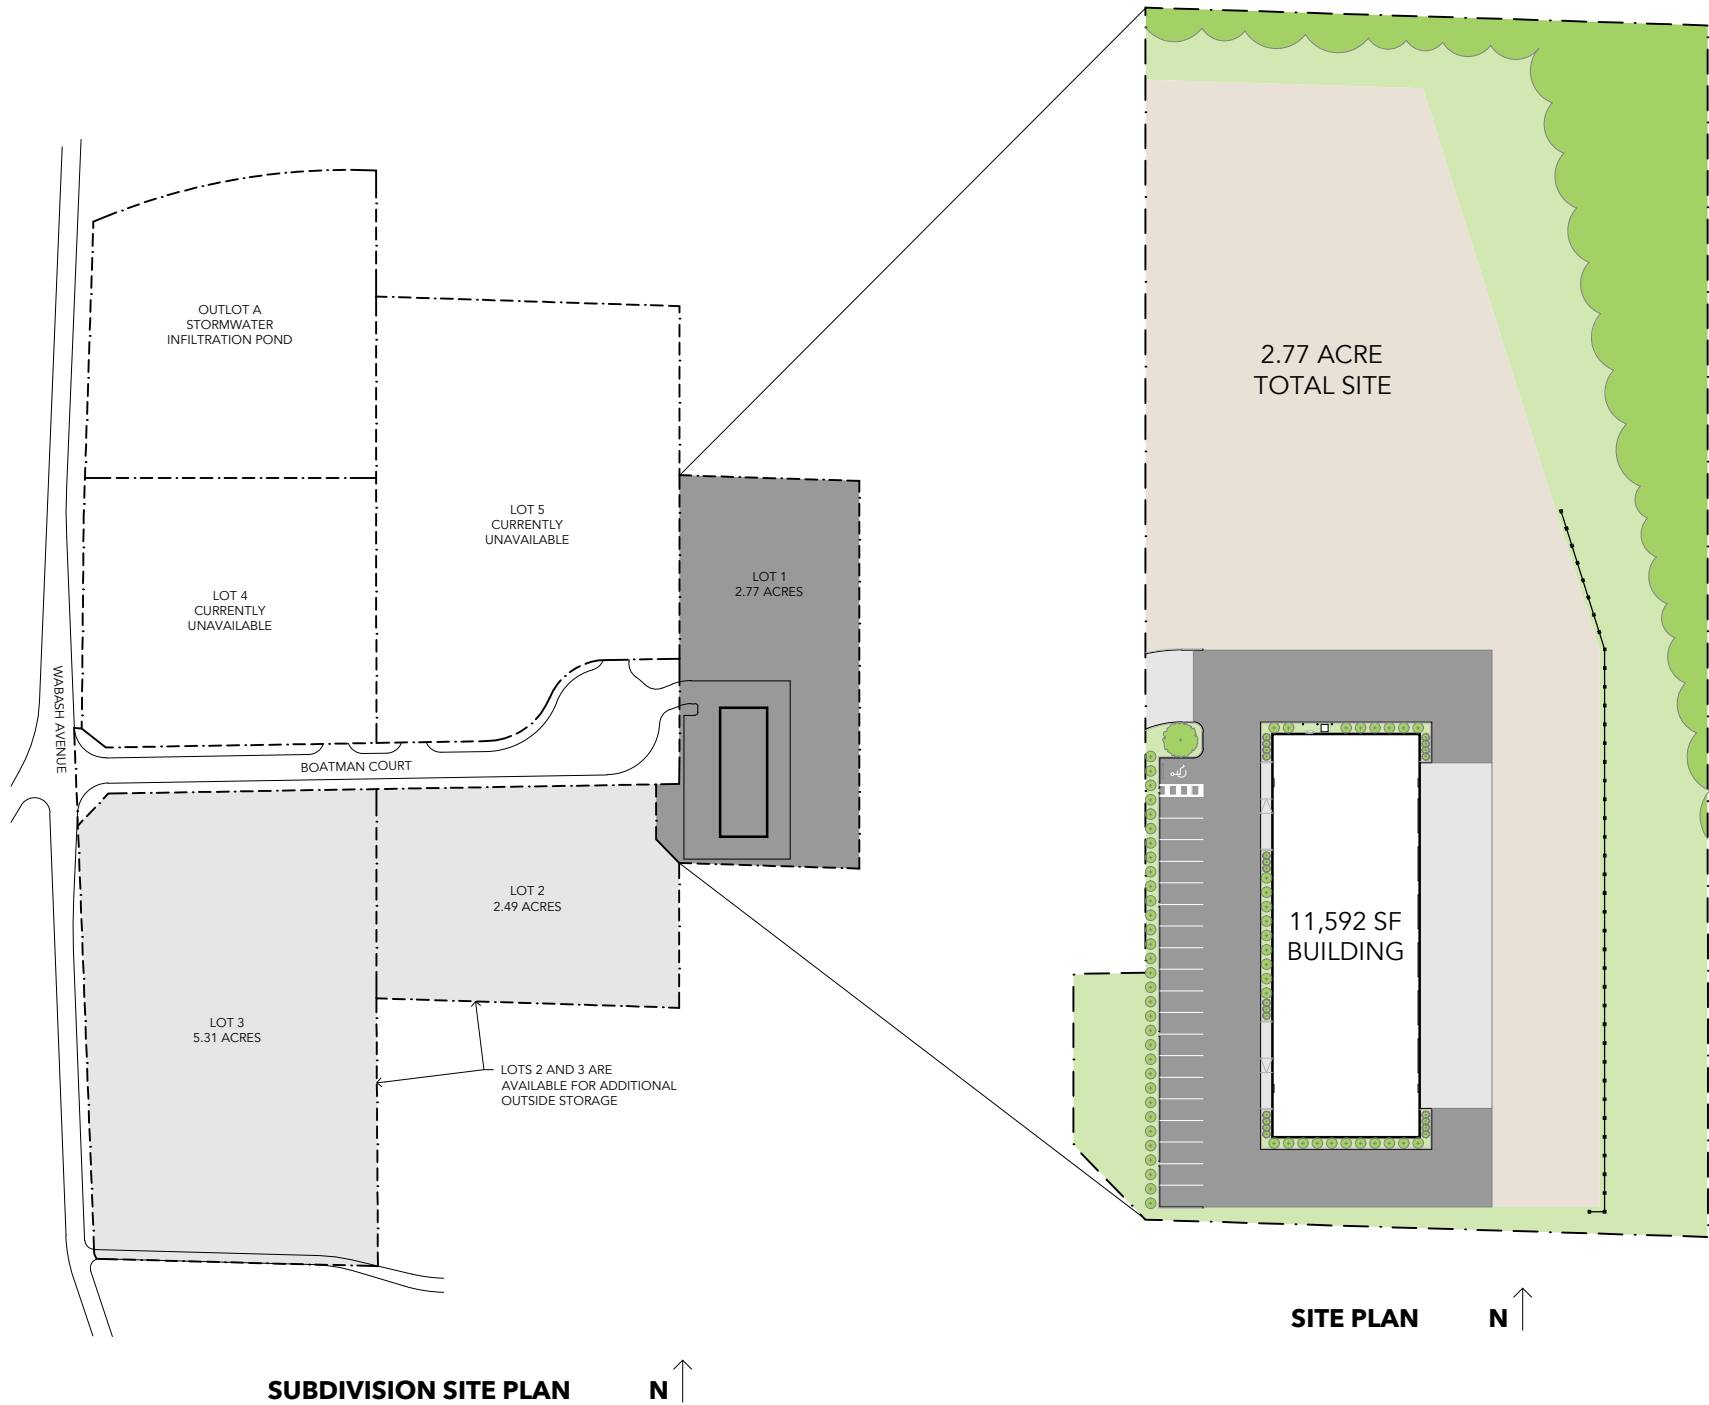 OUTLOT A
STORMWATER
INFILTRATION POND
LOT 5
CURRENTLY
UNAVAILABLE
LOT 4
CURRENTLY
UNAVAILABLE
LOT 1
2.77 ACRES
WABASH AVENUE
BOATMAN COURT
LOT 2
2.49 ACRES
LOT 3
5.31 ACRES
LOTS 2 AND 3 ARE
AVAILABLE FOR ADDITIONAL
OUTSIDE STORAGE
SUBDIVISION SITE PLAN N
2.77 ACRE
TOTAL SITE
11,592 SF
BUILDING
SITE PLAN N